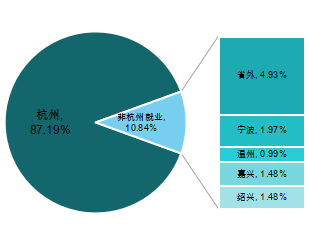 杭州,
87.19%
非杭州就业,
10.84%
省外, 4.93%
宁波, 1.97%
温州, 0.99%
嘉兴, 1.48%
绍兴, 1.48%